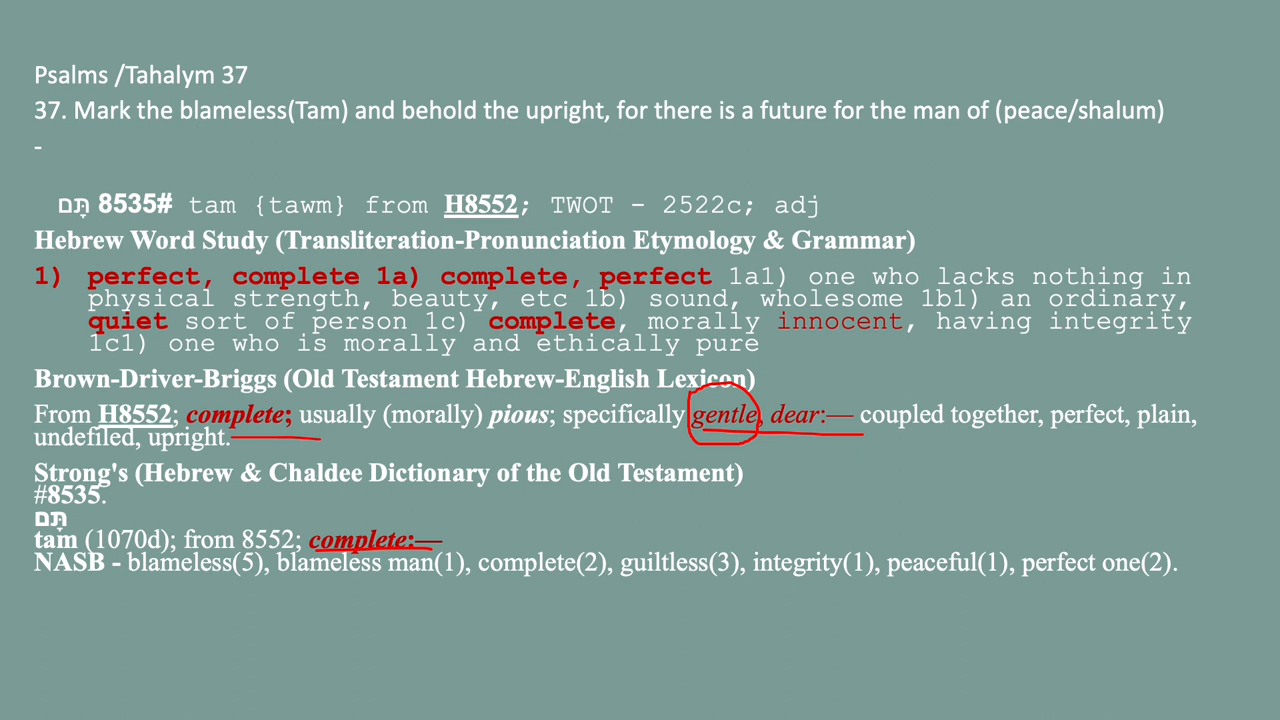 Psalms /Tahalym 37
37. Mark the blameless(Tam) and behold the upright, for there is a future for the man of (peace/shalum)
-
תָּם 8535# tam {tawm} from H8552; TWOT - 2522c; adj
Hebrew Word Study (Transliteration-Pronunciation Etymology & Grammar)
1) perfect, complete 1a) complete, perfect 1a1) one who lacks nothing in
physical strength, beauty, etc 1b) sound, wholesome 1b1) an ordinary,
quiet sort of person 1c) complete, morally innocent, having integrity
1c1) one who is morally and ethically pure
Brown-Driver-Briggs (Old Testament Hebrew-English Lexicon)
From H8552; complete; usually (morally) pious; specifically gentle, dear:— coupled together, perfect, plain,
undefiled, upright.
Strong's (Hebrew & Chaldee Dictionary of the Old Testament)
#8535.
תָּם
tam (1070d); from 8552; complete:—
NASB - blameless(5), blameless man(1), complete(2), guiltless(3), integrity(1), peaceful(1), perfect one(2).